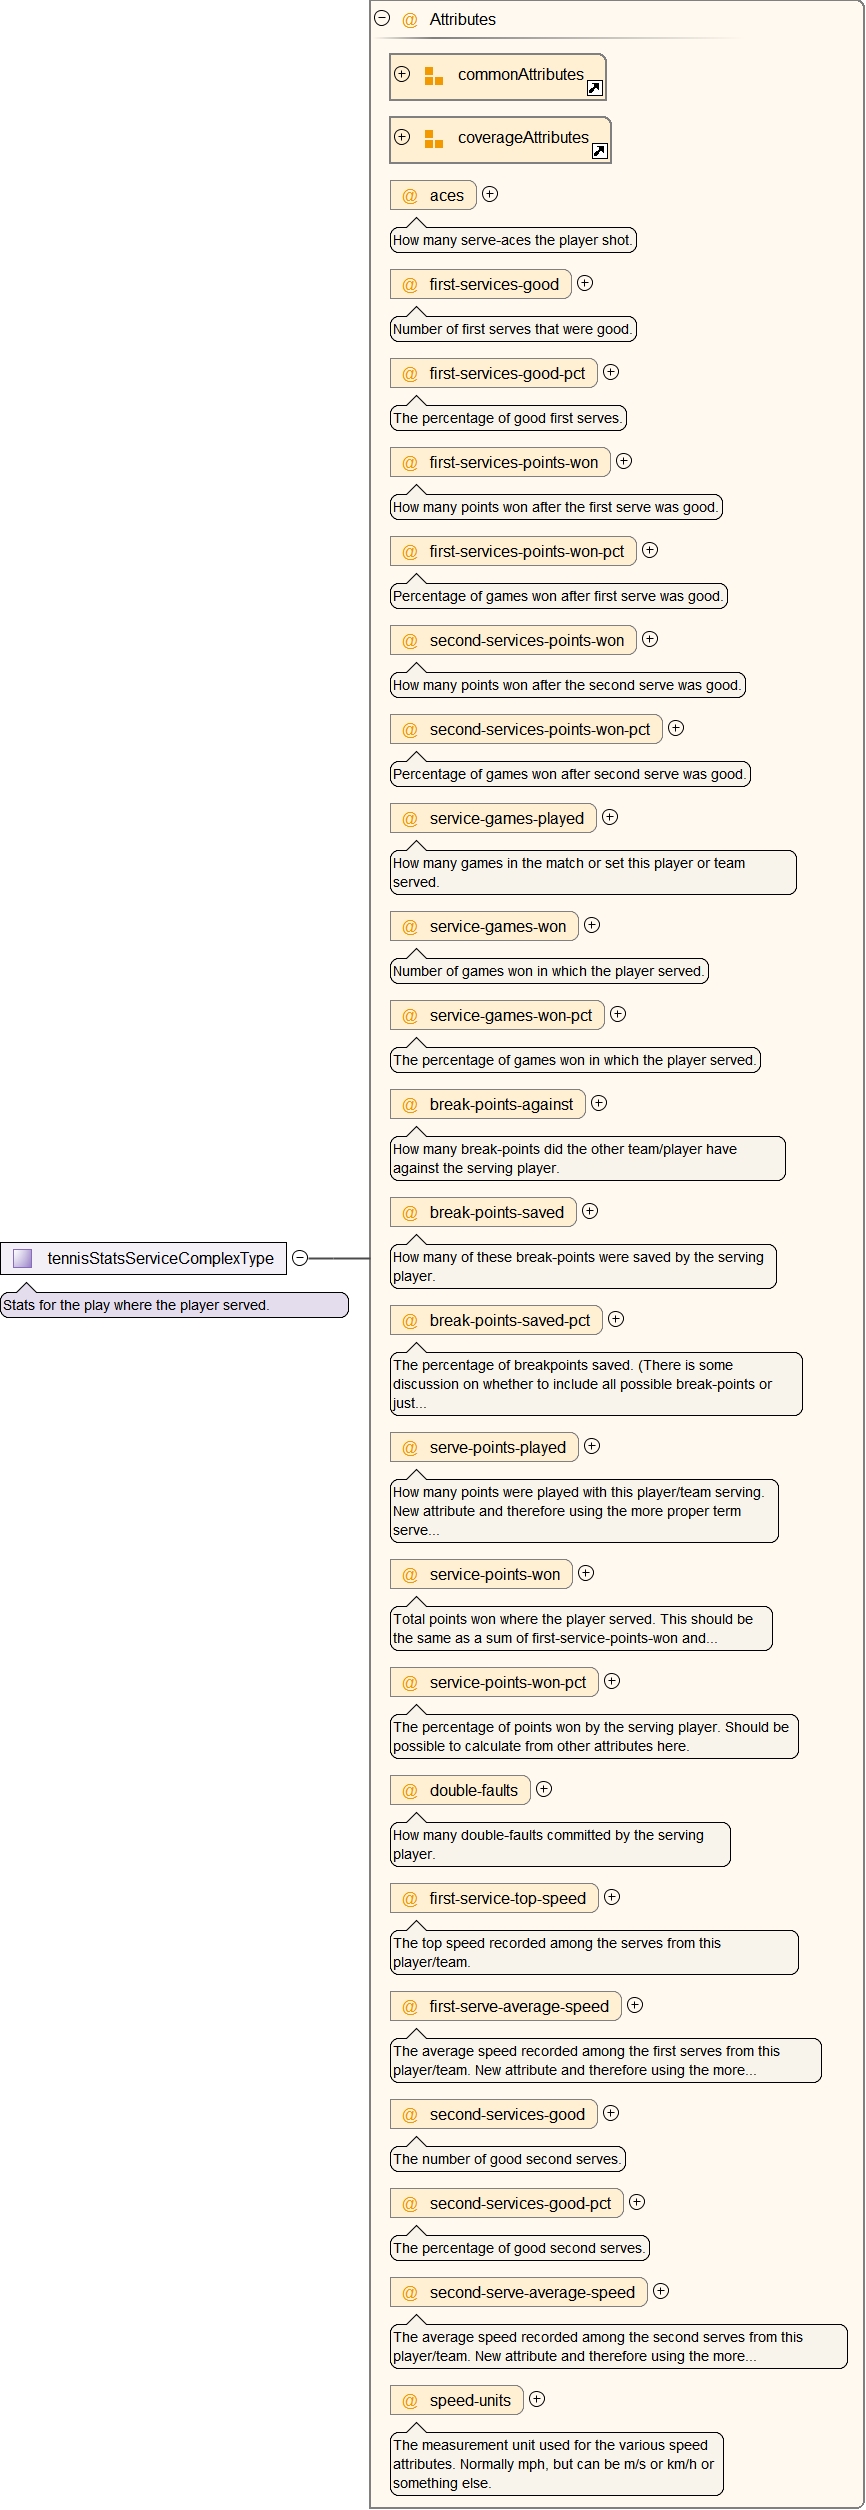 Attributes
commonAttributes
coverageAttributes
@ aces
How many serve-aces the player shot.
@ first-services-good
Number of first serves that were good.
@ first-services-good-pct
The percentage of good first serves.
@ first-services-points-won
How many points won after the first serve was good.
@ first-services-points-won-pct
Percentage of games won after first serve was good.
@ second-services-points-won
How many points won after the second serve was good.
@ second-services-points-won-pct
Percentage of games won after second serve was good.
@ service-games-played
How many games in the match or set this player or team
served.
@ service-games-won
Number of games won in which the player served.
@ service-games-won-pct
The percentage of games won in which the player served.
@ break-points-against
How many break-points did the other team/player have
against the serving player.
@ break-points-saved
How many of these break-points were saved by the serving
player.
tennisStatsServiceComplexType
Stats for the play where the player served.
@ break-points-saved-pct
The percentage of breakpoints saved. (There is some
discussion on whether to include all possible break-points or
just...
@ serve-points-played
How many points were played with this player/team serving.
New attribute and therefore using the more proper term
serve...
@ service-points-won
Total points won where the player served. This should be
the same as a sum of first-service-points-won and...
@ service-points-won-pct
The percentage of points won by the serving player. Should be
possible to calculate from other attributes here.
@ double-faults
How many double-faults committed by the serving
player.
@ first-service-top-speed
The top speed recorded among the serves from this
player/team.
@ first-serve-average-speed
The average speed recorded among the first serves from this
player/team. New attribute and therefore using the more...
@ second-services-good
The number of good second serves.
@ second-services-good-pct
The percentage of good second serves.
@ second-serve-average-speed
The average speed recorded among the second serves from this
player/team. New attribute and therefore using the more...
@ speed-units
The measurement unit used for the various speed
attributes. Normally mph, but can be m/s or km/h or
something else.